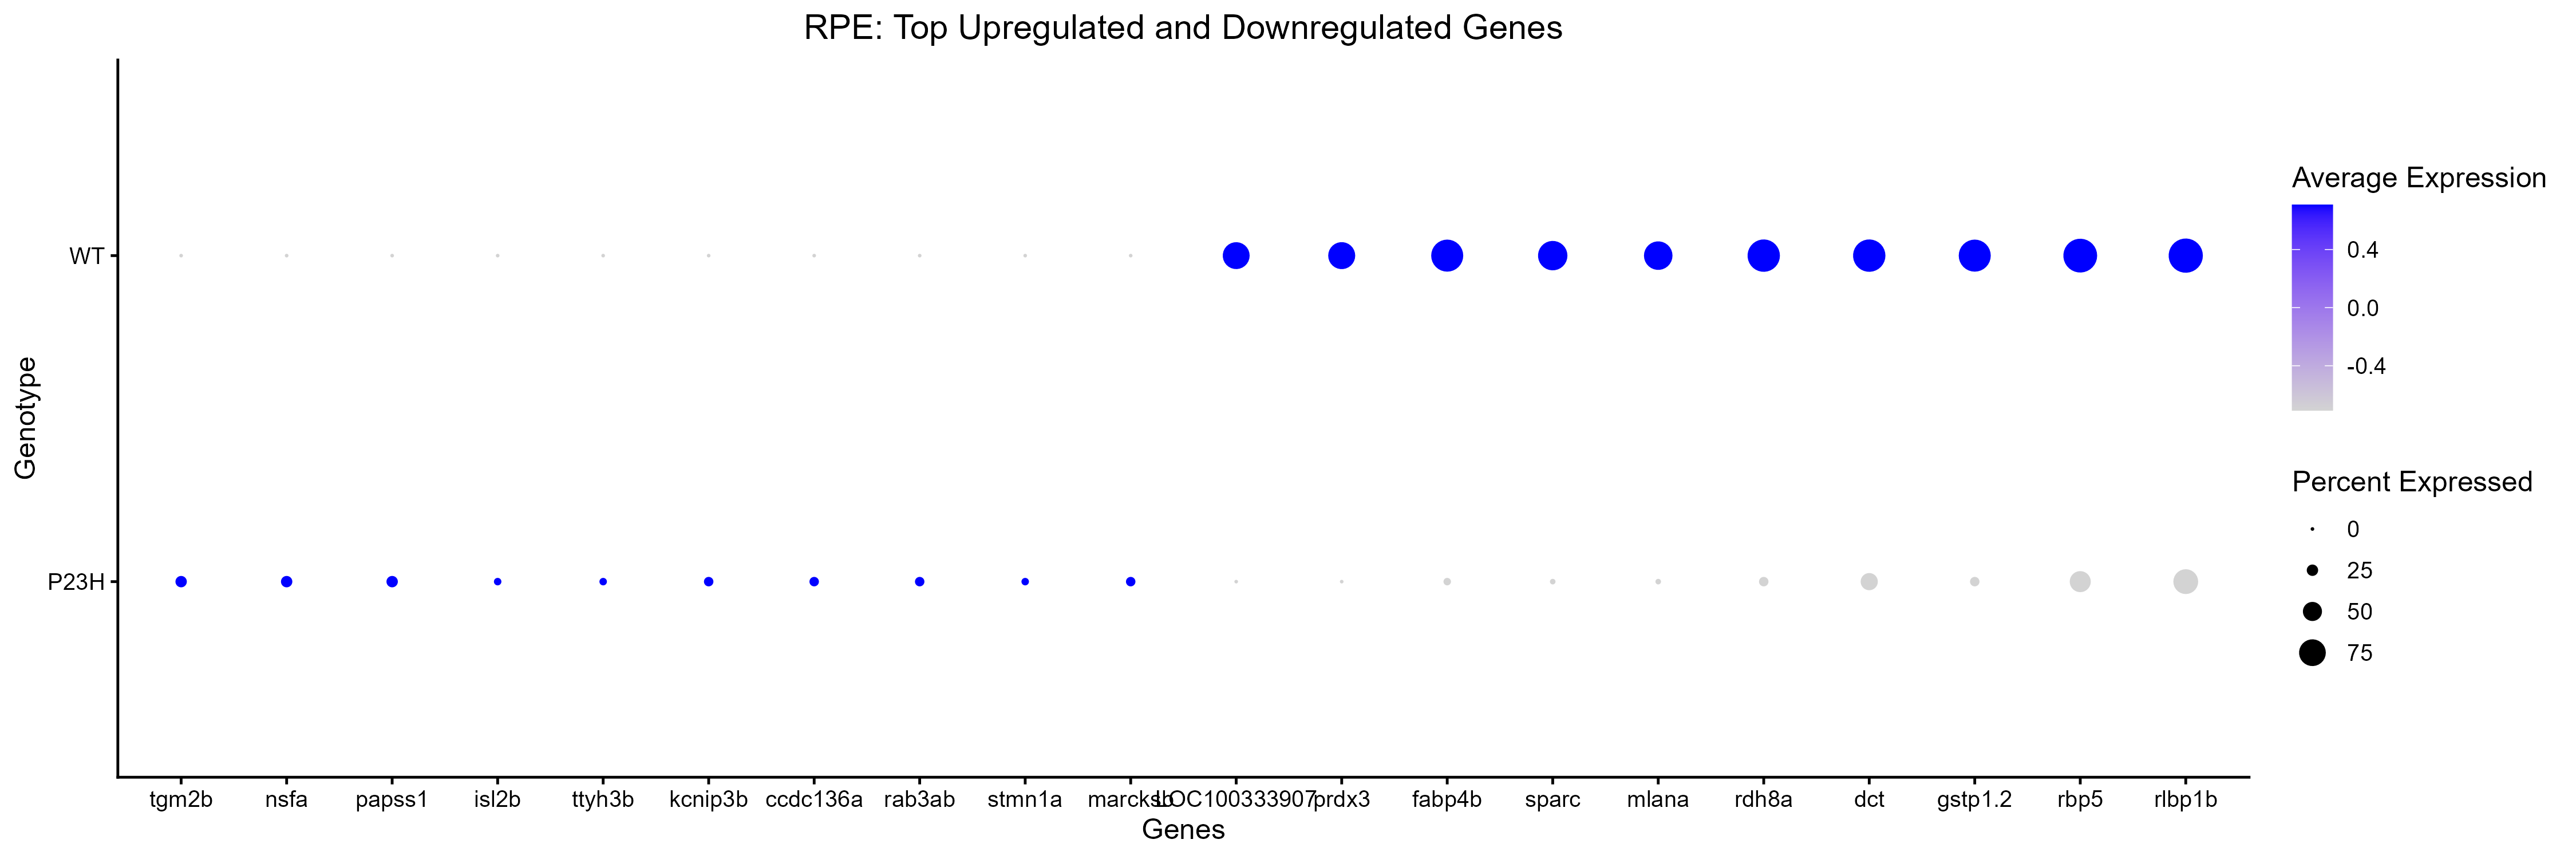 RPE: Top Upregulated and Downregulated Genes
Genotype
WT
P23H
tgm2b nsfa papss1 isl2b ttyh3b kcnip3b ccdc136a rab3ab stmn1a marcksb LOC100333907 prdx3 fabp4b sparc mlana rdh8a dct gstp1.2 rbp5 rlbp1b
Genes
Average Expression
0.4
0.0
-0.4
Percent Expressed
0
25
50
75